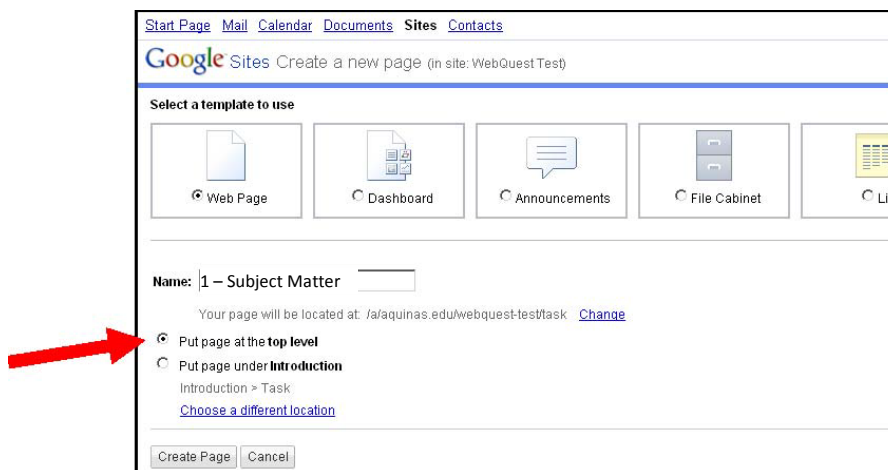 Start Page Mail Calendar Documents Sites Contacts
Google Sites Create a new page (in site: WebQuest Test)
Select a template to use
Web Page Dashboard Announcements File Cabinet Li
Name: 1 – Subject Matter
Your page will be located at: /a/aquinas.edu/webquest-test/task Change
Put page at the top level
Put page under Introduction
Introduction > Task
Choose a different location
Create Page Cancel